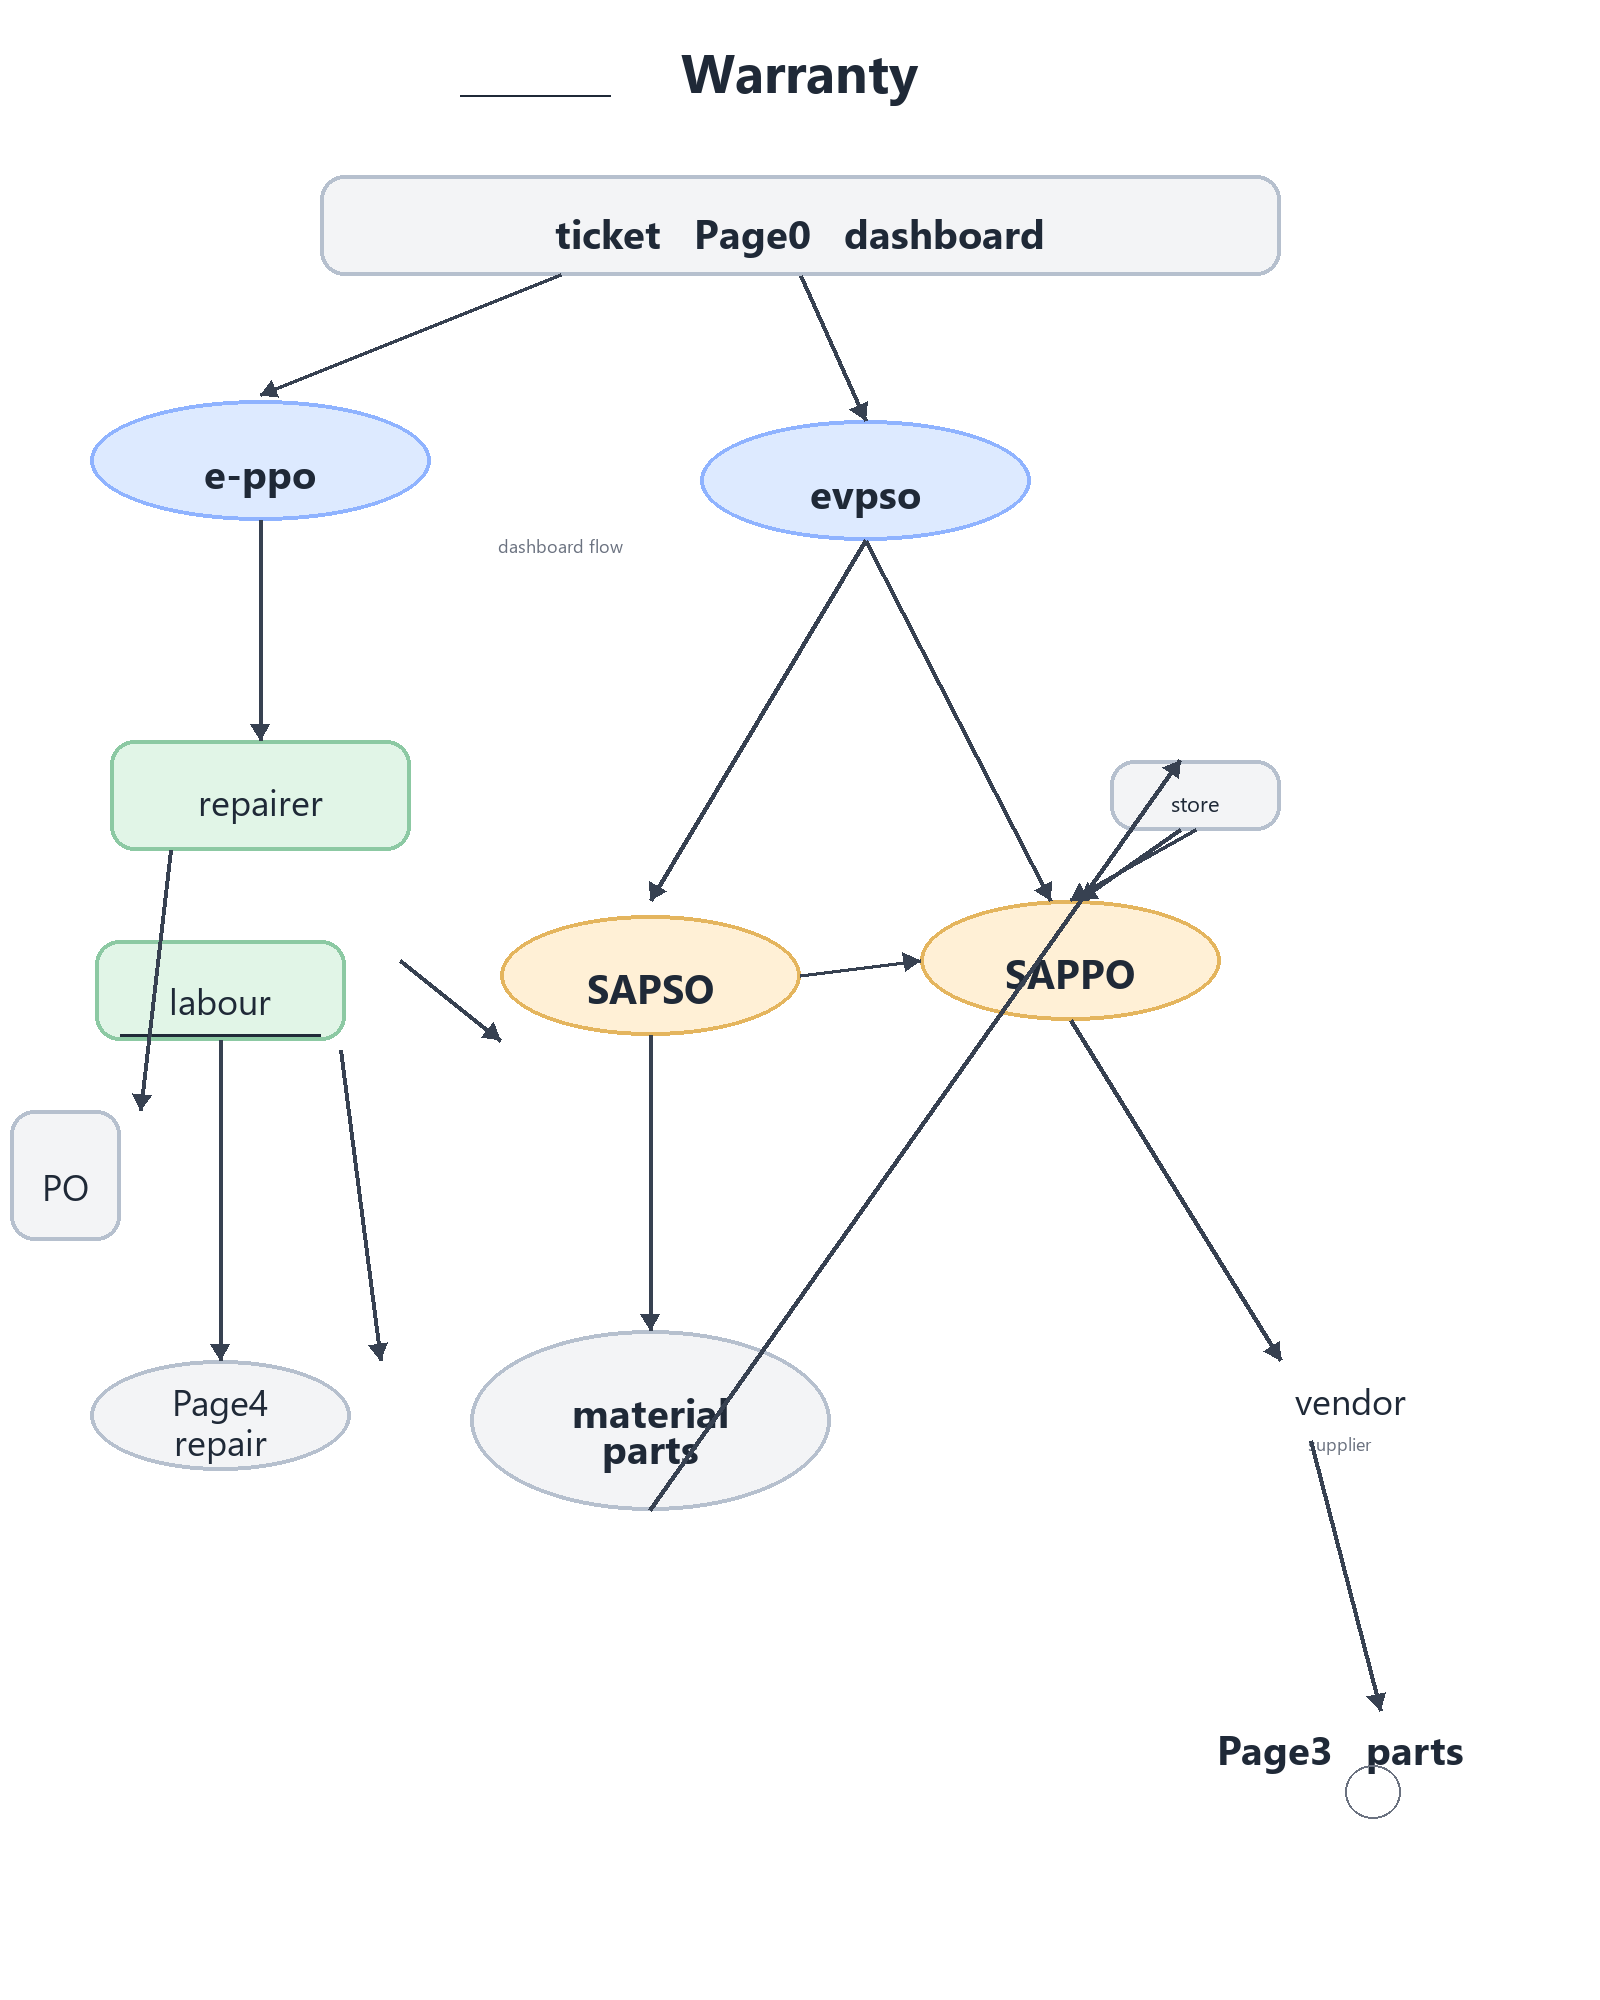 Warranty
ticket Page0 dashboard
e-ppo
evpso
dashboard flow
repairer
store
labour
SAPSO
SAPPO
PO
Page4
repair
material
parts
vendor
supplier
Page3 parts